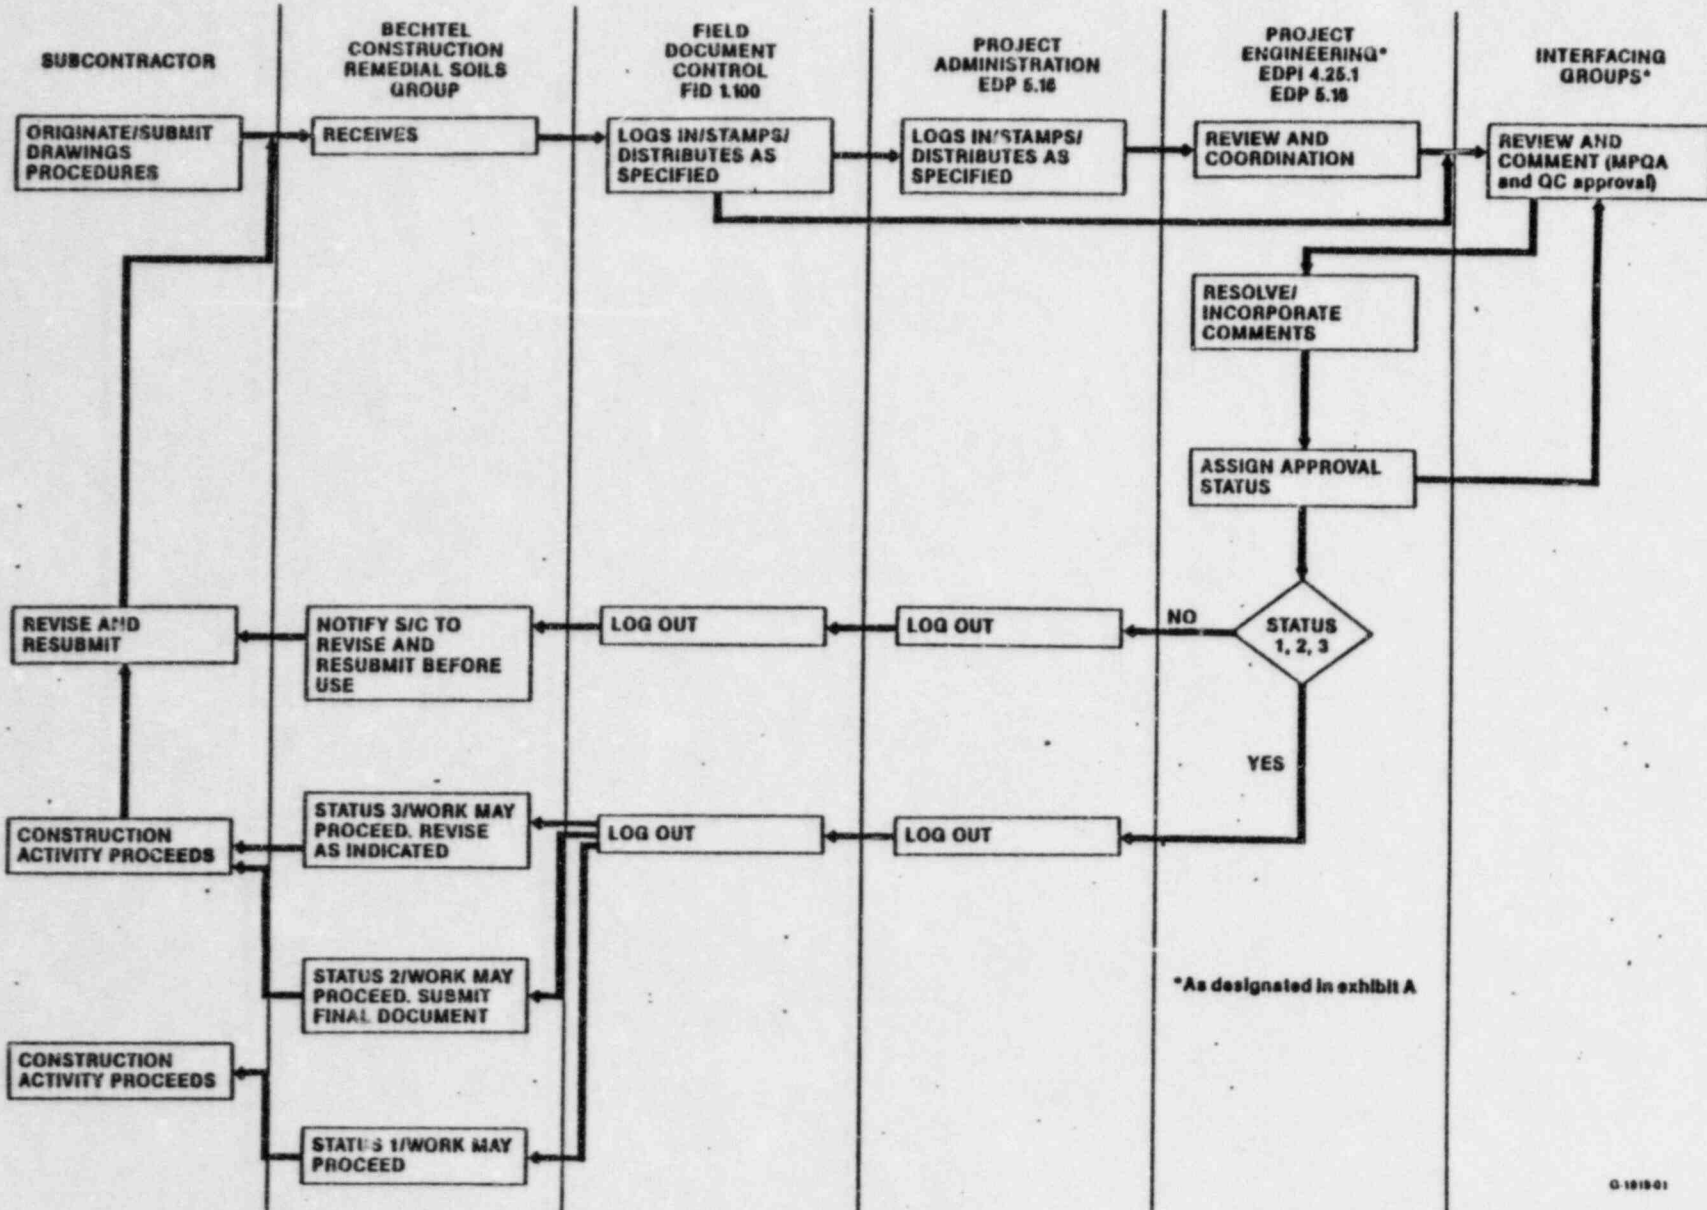 SUBCONTRACTOR
BECHTEL
CONSTRUCTION
REMEDIAL SOILS
GROUP
FIELD
DOCUMENT
CONTROL
FID 1.100
PROJECT
ADMINISTRATION
EDP 5.16
PROJECT
ENGINEERING*
EDPI 4.25.1
EDP 5.16
INTERFACING
GROUPS*
ORIGINATE/SUBMIT
DRAWINGS
PROCEDURES
RECEIVES
LOGS IN/STAMPS/
DISTRIBUTES AS
SPECIFIED
LOGS IN/STAMPS/
DISTRIBUTES AS
SPECIFIED
REVIEW AND
COORDINATION
REVIEW AND
COMMENT (MPQA
and QC approval)
RESOLVE/
INCORPORATE
COMMENTS
ASSIGN APPROVAL
STATUS
REVISE AND
RESUBMIT
NOTIFY S/C TO
REVISE AND
RESUBMIT BEFORE
USE
LOG OUT
LOG OUT
NO
STATUS
1, 2, 3
YES
CONSTRUCTION
ACTIVITY PROCEEDS
STATUS 3/WORK MAY
PROCEED. REVISE
AS INDICATED
LOG OUT
LOG OUT
STATUS 2/WORK MAY
PROCEED. SUBMIT
FINAL DOCUMENT
*As designated in exhibit A
CONSTRUCTION
ACTIVITY PROCEEDS
STATUS 1/WORK MAY
PROCEED